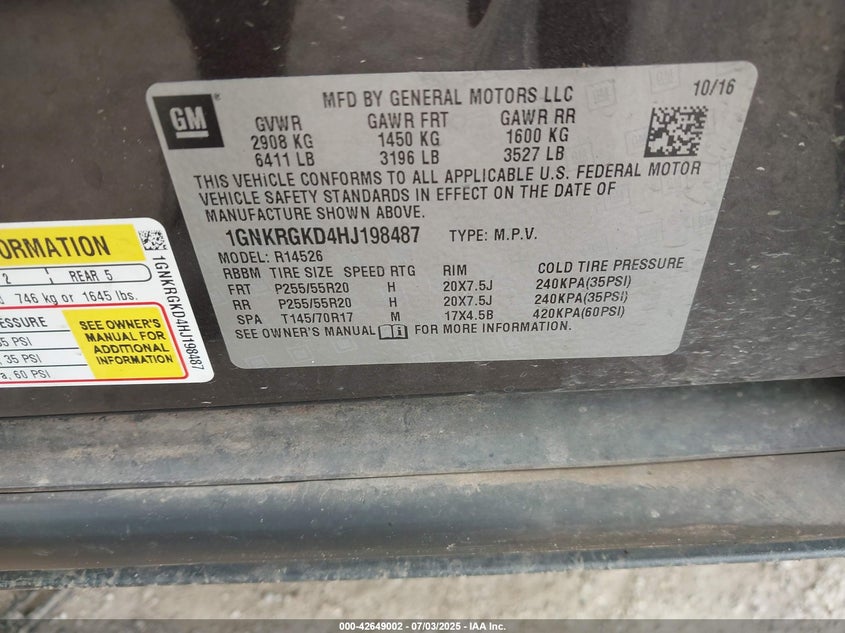 GM
®
MFD BY GENERAL MOTORS LLC
10/16
GVWR GAWR FRT GAWR RR
2908 KG 1450 KG 1600 KG
6411 LB 3196 LB 3527 LB
THIS VEHICLE CONFORMS TO ALL APPLICABLE U.S. FEDERAL MOTOR
VEHICLE SAFETY STANDARDS IN EFFECT ON THE DATE OF
MANUFACTURE SHOWN ABOVE.
1GNKRGKD4HJ198487 TYPE: M.P.V.
MODEL: R14526
RBBM TIRE SIZE SPEED RTG RIM COLD TIRE PRESSURE
FRT P255/55R20 H 20X7.5J 240KPA(35PSI)
RR P255/55R20 H 20X7.5J 240KPA(35PSI)
SPA T145/70R17 M 17X4.5B 420KPA(60PSI)
SEE OWNER'S MANUAL FOR MORE INFORMATION.
ORMATION
2 REAR 5
746 kg or 1645 lbs.
SSURE
35 PSI
, 35 PSI
a, 60 PSI
SEE OWNER'S
MANUAL FOR
ADDITIONAL
INFORMATION
1GNKRGKD4HJ198487
000-42649002 - 07/03/2025 - IAA Inc.